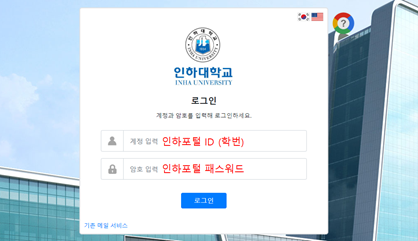 인하대학교
INHA UNIVERSITY
로그인
계정과 암호를 입력해 로그인하세요.
계정 입력 인하포털 ID (학번)
암호 입력 인하포털 패스워드
로그인
기존 메일 서비스
?